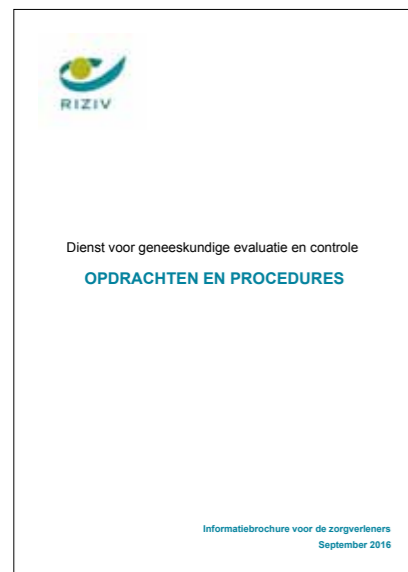 RIZIV
Dienst voor geneeskundige evaluatie en controle
OPDRACHTEN EN PROCEDURES
Informatiebrochure voor de zorgverleners
September 2016